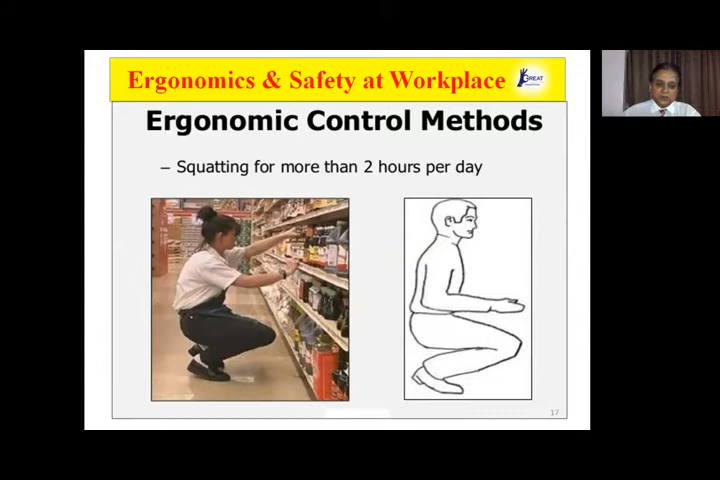 Ergonomics & Safety at Workplace
GREAT
Ergonomic Control Methods
– Squatting for more than 2 hours per day
17